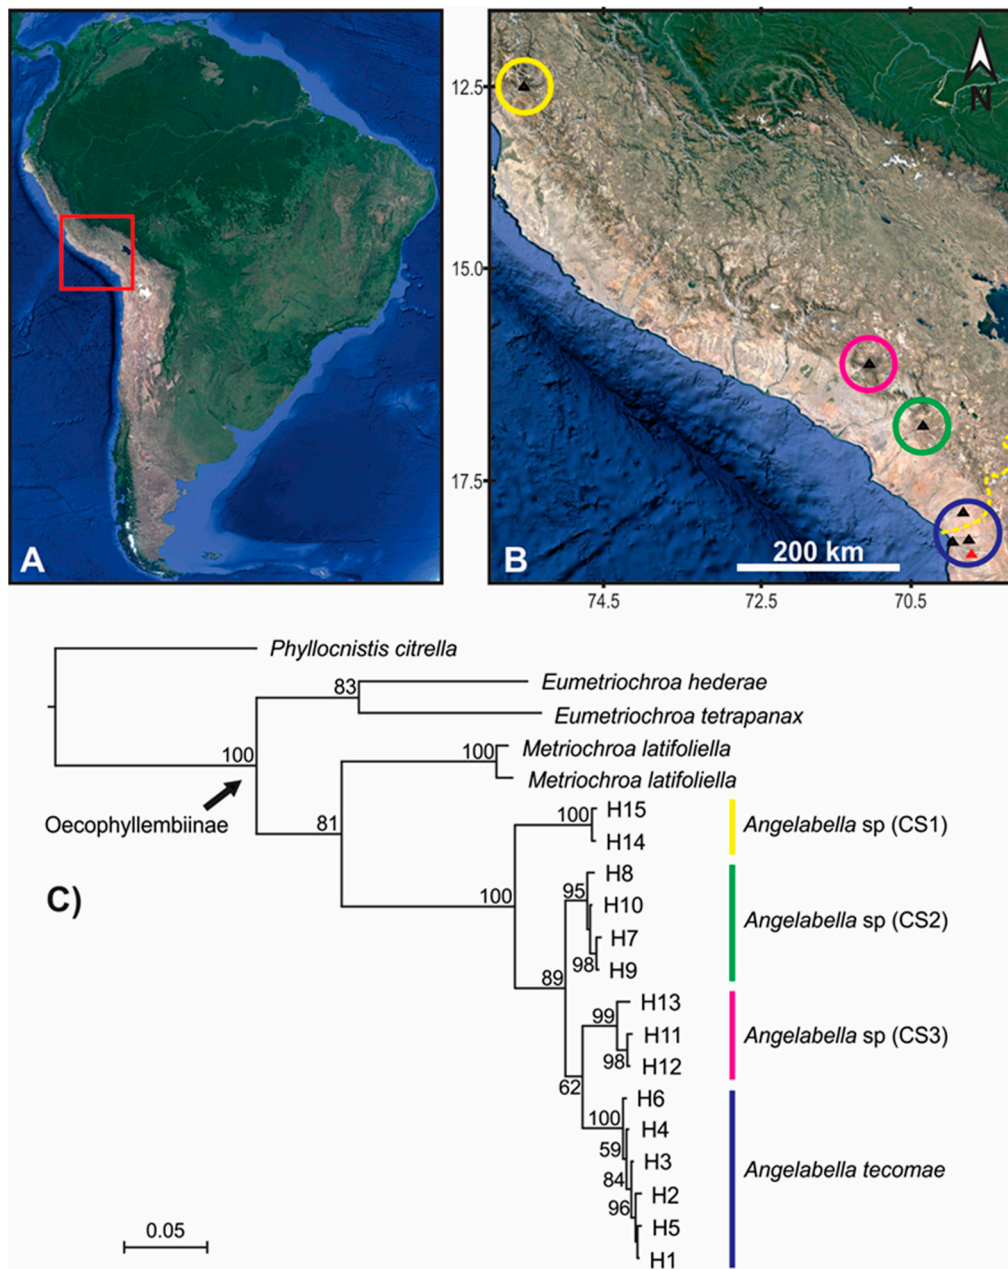 A
B
N
12.5
15.0
17.5
200 km
74.5
72.5
70.5
C)
Phyllocnistis citrella
83
Eumetriochroa hederae
Eumetriochroa tetrapanax
100
Oecophyllembiinae
100
Metriochroa latifoliella
Metriochroa latifoliella
81
100
100
H15
H14
Angelabella sp (CS1)
95
H8
H10
98
H7
H9
Angelabella sp (CS2)
89
99
H13
98
H11
H12
Angelabella sp (CS3)
62
100
H6
59
H4
84
H3
96
H2
H5
H1
Angelabella tecomae
0.05